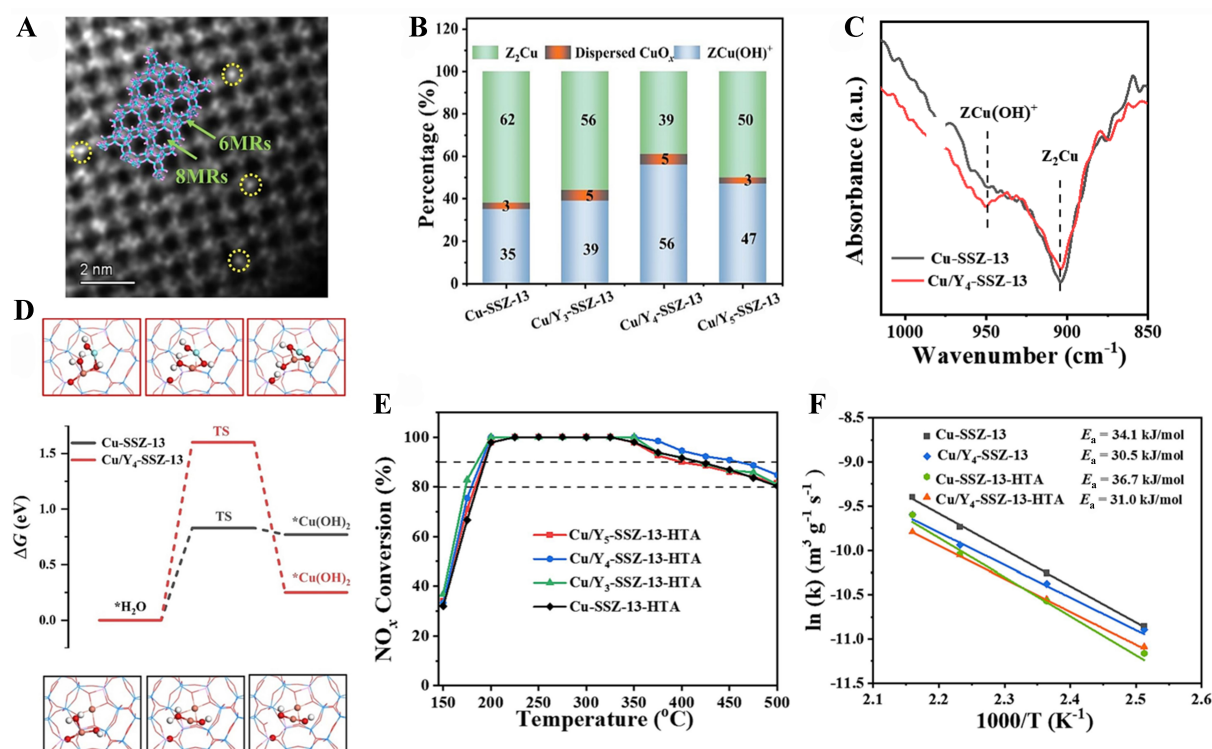 A
6MRs
8MRs
2 nm
B
Z₂Cu
Dispersed CuOₓ
ZCu(OH)⁺
Percentage (%)
120
100
80
60
40
20
0
62
3
35
56
5
39
39
5
56
50
3
47
Cu-SSZ-13
Cu/Y₃-SSZ-13
Cu/Y₄-SSZ-13
Cu/Y₅-SSZ-13
C
ZCu(OH)⁺
Z₂Cu
Absorbance (a.u.)
Cu-SSZ-13
Cu/Y₄-SSZ-13
1000
950
900
850
Wavenumber (cm⁻¹)
D
Cu-SSZ-13
Cu/Y₄-SSZ-13
TS
TS
*Cu(OH)₂
*Cu(OH)₂
*H₂O
ΔG (eV)
1.5
1.0
0.5
0.0
E
NOₓ Conversion (%)
100
80
60
40
20
0
Cu/Y₅-SSZ-13-HTA
Cu/Y₄-SSZ-13-HTA
Cu/Y₃-SSZ-13-HTA
Cu-SSZ-13-HTA
150 200 250 300 350 400 450 500
Temperature (°C)
F
Cu-SSZ-13 Eₐ = 34.1 kJ/mol
Cu/Y₄-SSZ-13 Eₐ = 30.5 kJ/mol
Cu-SSZ-13-HTA Eₐ = 36.7 kJ/mol
Cu/Y₄-SSZ-13-HTA Eₐ = 31.0 kJ/mol
ln (k) (m³ g⁻¹ s⁻¹)
-8.5
-9.0
-9.5
-10.0
-10.5
-11.0
-11.5
2.1 2.2 2.3 2.4 2.5 2.6
1000/T (K⁻¹)